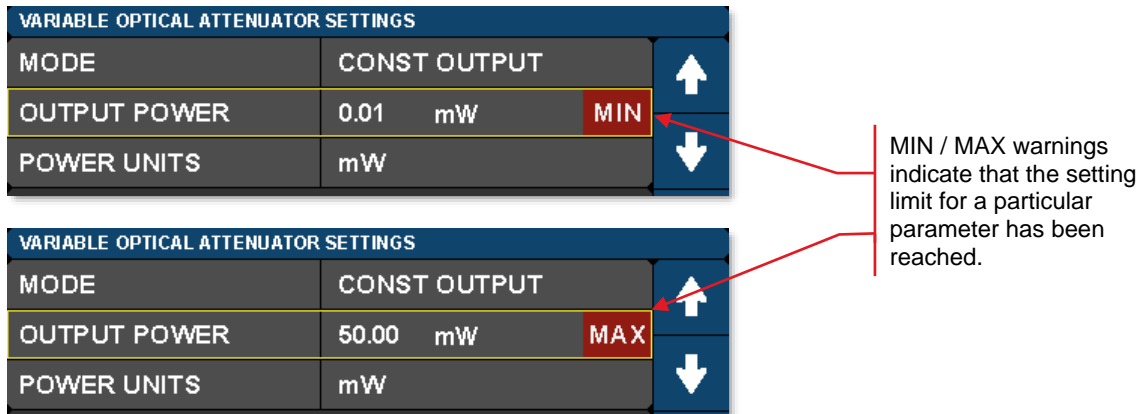 VARIABLE OPTICAL ATTENUATOR SETTINGS
MODE CONST OUTPUT
OUTPUT POWER 0.01 mW MIN
POWER UNITS mW
MIN / MAX warnings
indicate that the setting
limit for a particular
parameter has been
reached.
VARIABLE OPTICAL ATTENUATOR SETTINGS
MODE CONST OUTPUT
OUTPUT POWER 50.00 mW MAX
POWER UNITS mW